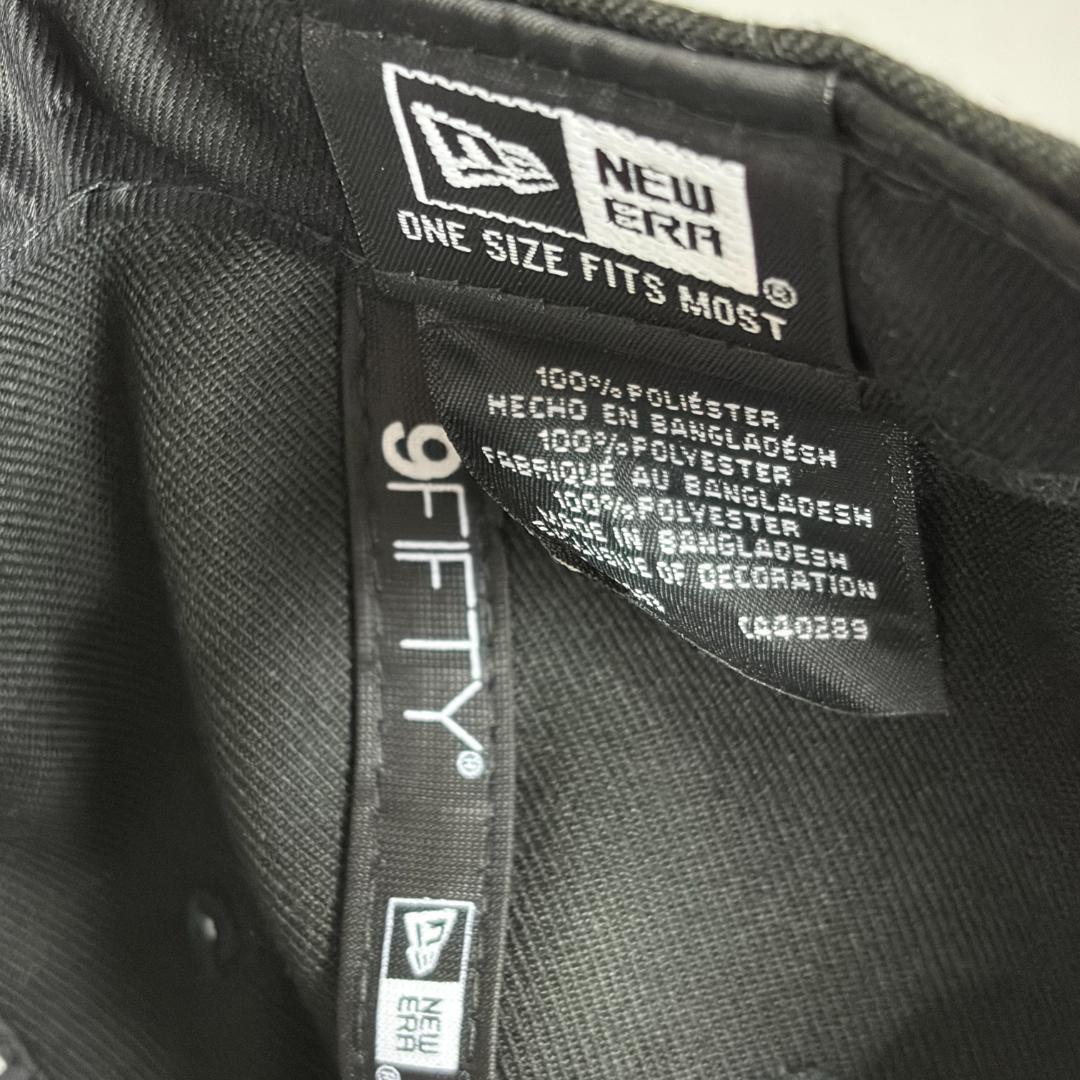 NEW
ERA
®
ONE SIZE FITS MOST
100% POLIÉSTER
HECHO EN BANGLADÉSH
100% POLYESTER
FABRIQUÉ AU BANGLADESH
100% POLYESTER
MADE IN BANGLADESH
OF DECORATION
9FIFTY®
NEW
ERA
®